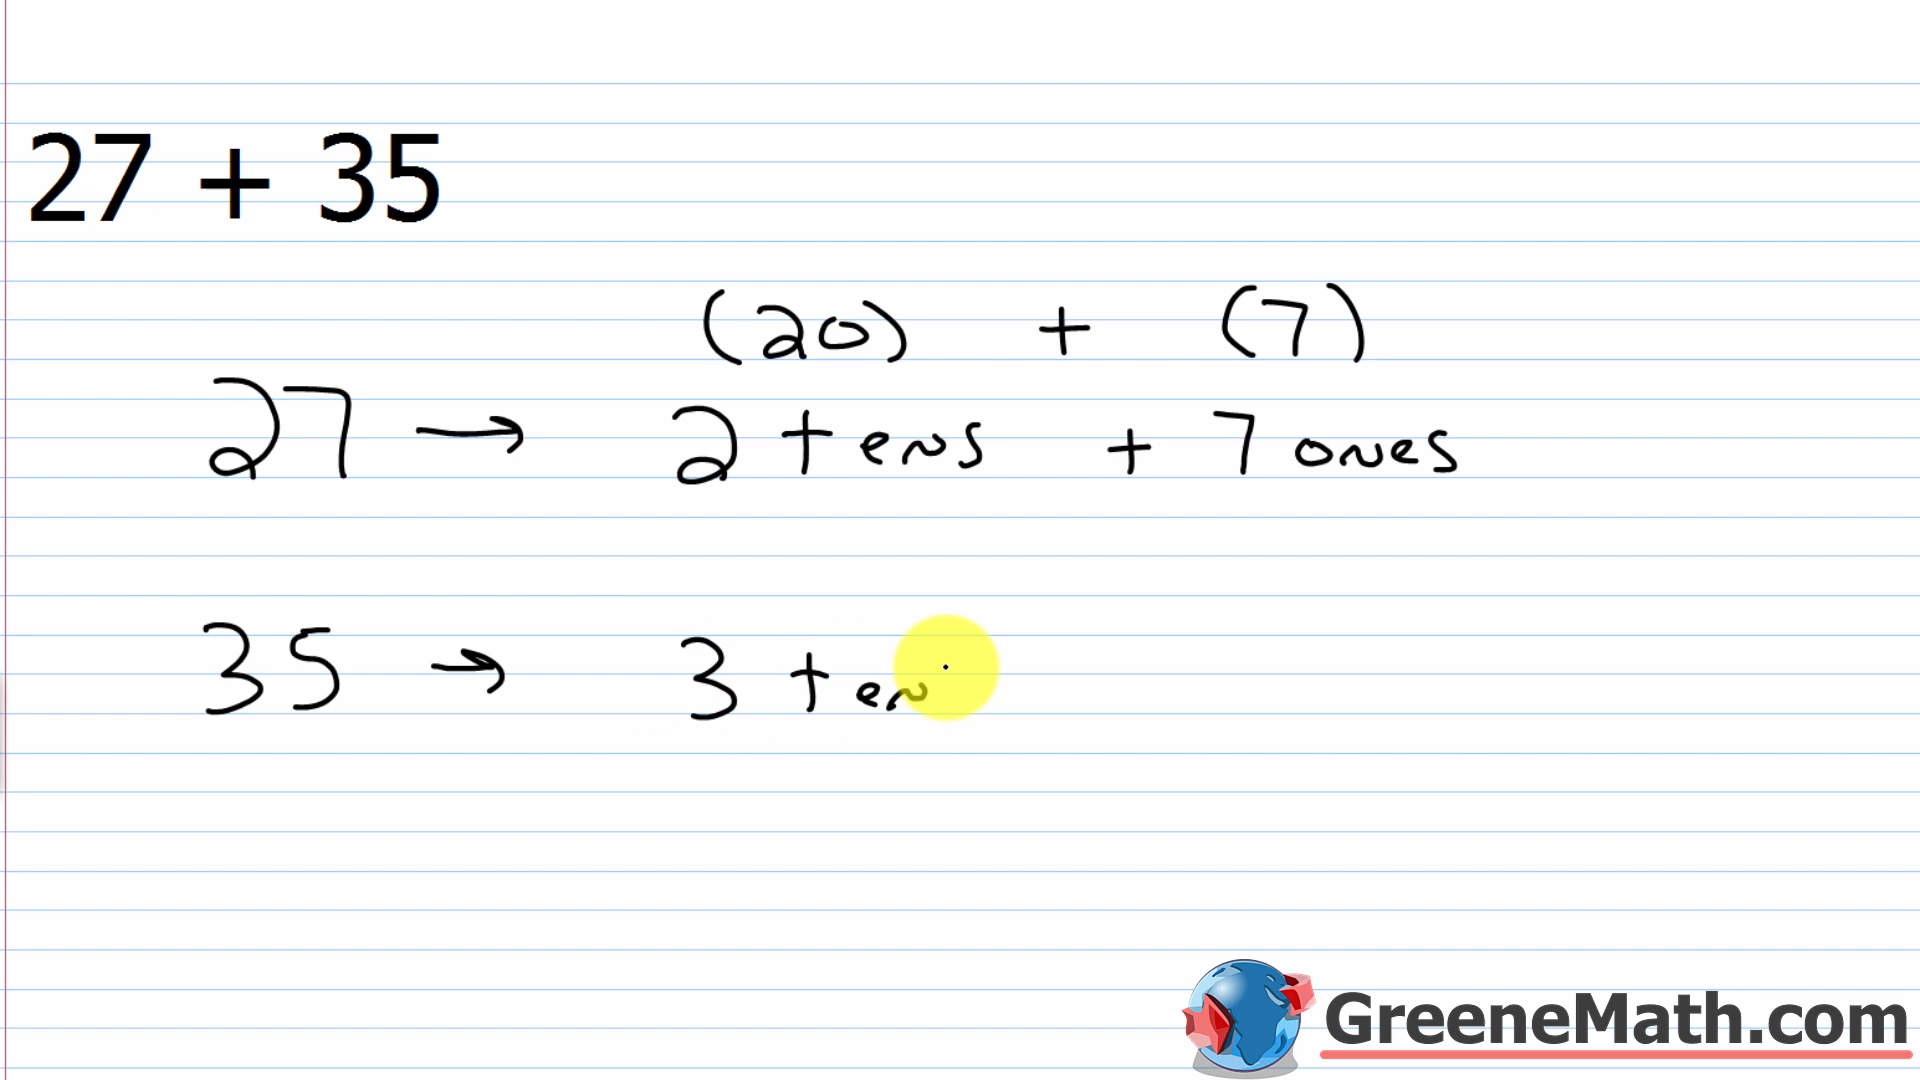 27 + 35
(20) + (7)
27 → 2 tens + 7 ones
35 → 3 ten
GreeneMath.com